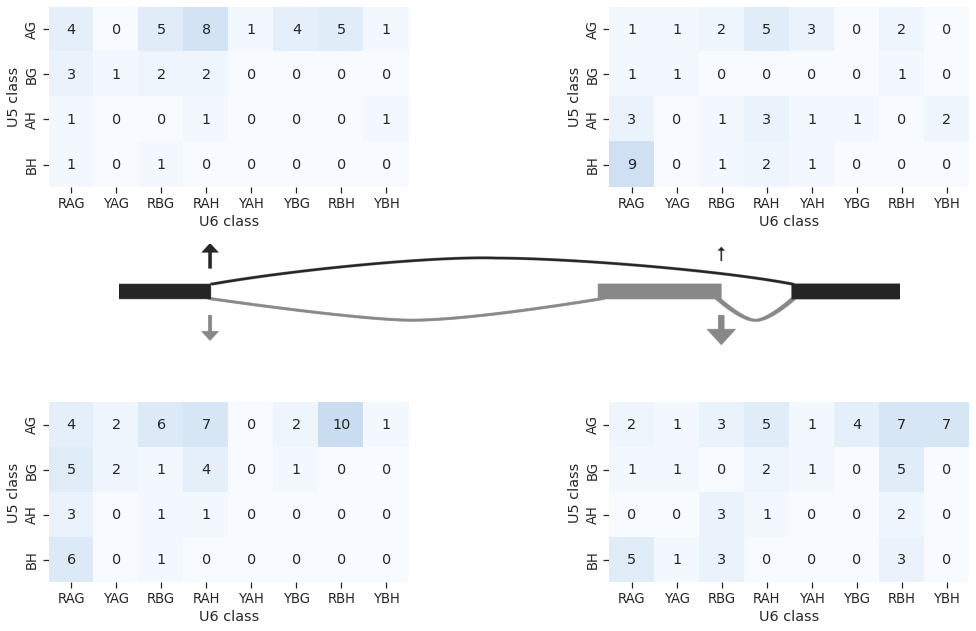 U5 class
AG 4 0 5 8 1 4 5 1
BG 3 1 2 2 0 0 0 0
AH 1 0 0 1 0 0 0 1
BH 1 0 1 0 0 0 0 0
RAG YAG RBG RAH YAH YBG RBH YBH
U6 class
U5 class
AG 1 1 2 5 3 0 2 0
BG 1 1 0 0 0 0 1 0
AH 3 0 1 3 1 1 0 2
BH 9 0 1 2 1 0 0 0
RAG YAG RBG RAH YAH YBG RBH YBH
U6 class
U5 class
AG 4 2 6 7 0 2 10 1
BG 5 2 1 4 0 1 0 0
AH 3 0 1 1 0 0 0 0
BH 6 0 1 0 0 0 0 0
RAG YAG RBG RAH YAH YBG RBH YBH
U6 class
U5 class
AG 2 1 3 5 1 4 7 7
BG 1 1 0 2 1 0 5 0
AH 0 0 3 1 0 0 2 0
BH 5 1 3 0 0 0 3 0
RAG YAG RBG RAH YAH YBG RBH YBH
U6 class